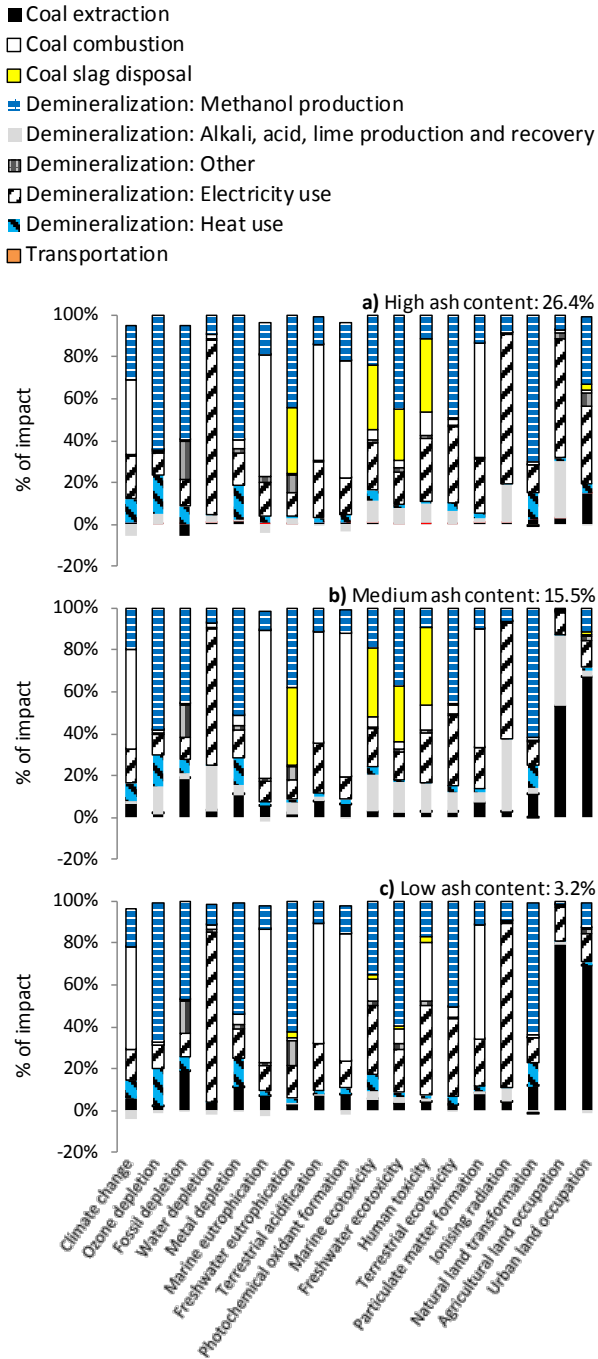 Coal extraction
Coal combustion
Coal slag disposal
Demineralization: Methanol production
Demineralization: Alkali, acid, lime production and recovery
Demineralization: Other
Demineralization: Electricity use
Demineralization: Heat use
Transportation
a) High ash content: 26.4%
100%
80%
60%
40%
20%
0%
-20%
% of impact
b) Medium ash content: 15.5%
100%
80%
60%
40%
20%
0%
-20%
% of impact
c) Low ash content: 3.2%
100%
80%
60%
40%
20%
0%
-20%
% of impact
Climate change
Ozone depletion
Fossil depletion
Water depletion
Metal depletion
Marine eutrophication
Freshwater eutrophication
Terrestrial acidification
Photochemical oxidant formation
Marine ecotoxicity
Freshwater ecotoxicity
Human toxicity
Terrestrial ecotoxicity
Particulate matter formation
Ionising radiation
Natural land transformation
Agricultural land occupation
Urban land occupation